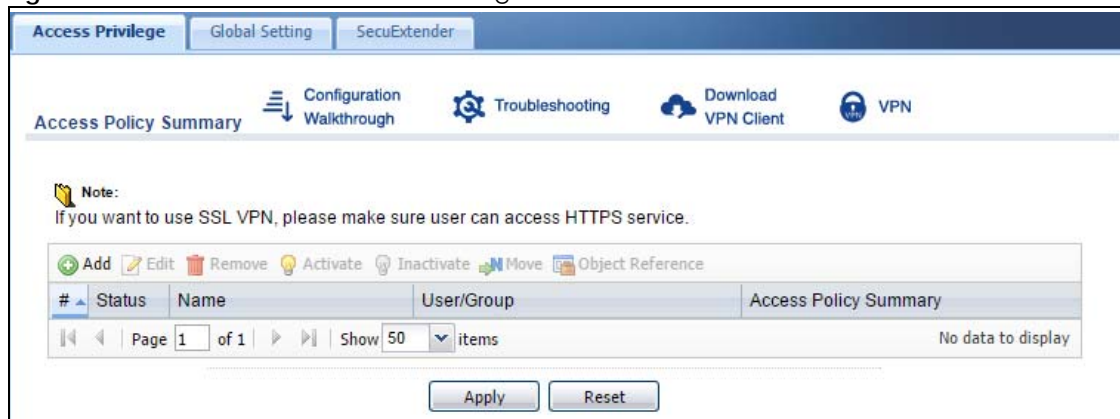 Access Privilege Global Setting SecuExtender
Access Policy Summary
Configuration
Walkthrough
Troubleshooting
Download
VPN Client
VPN
Note:
If you want to use SSL VPN, please make sure user can access HTTPS service.
Add Edit Remove Activate Inactivate Move Object Reference
# Status Name User/Group Access Policy Summary
Page 1 of 1 Show 50 items No data to display
Apply Reset